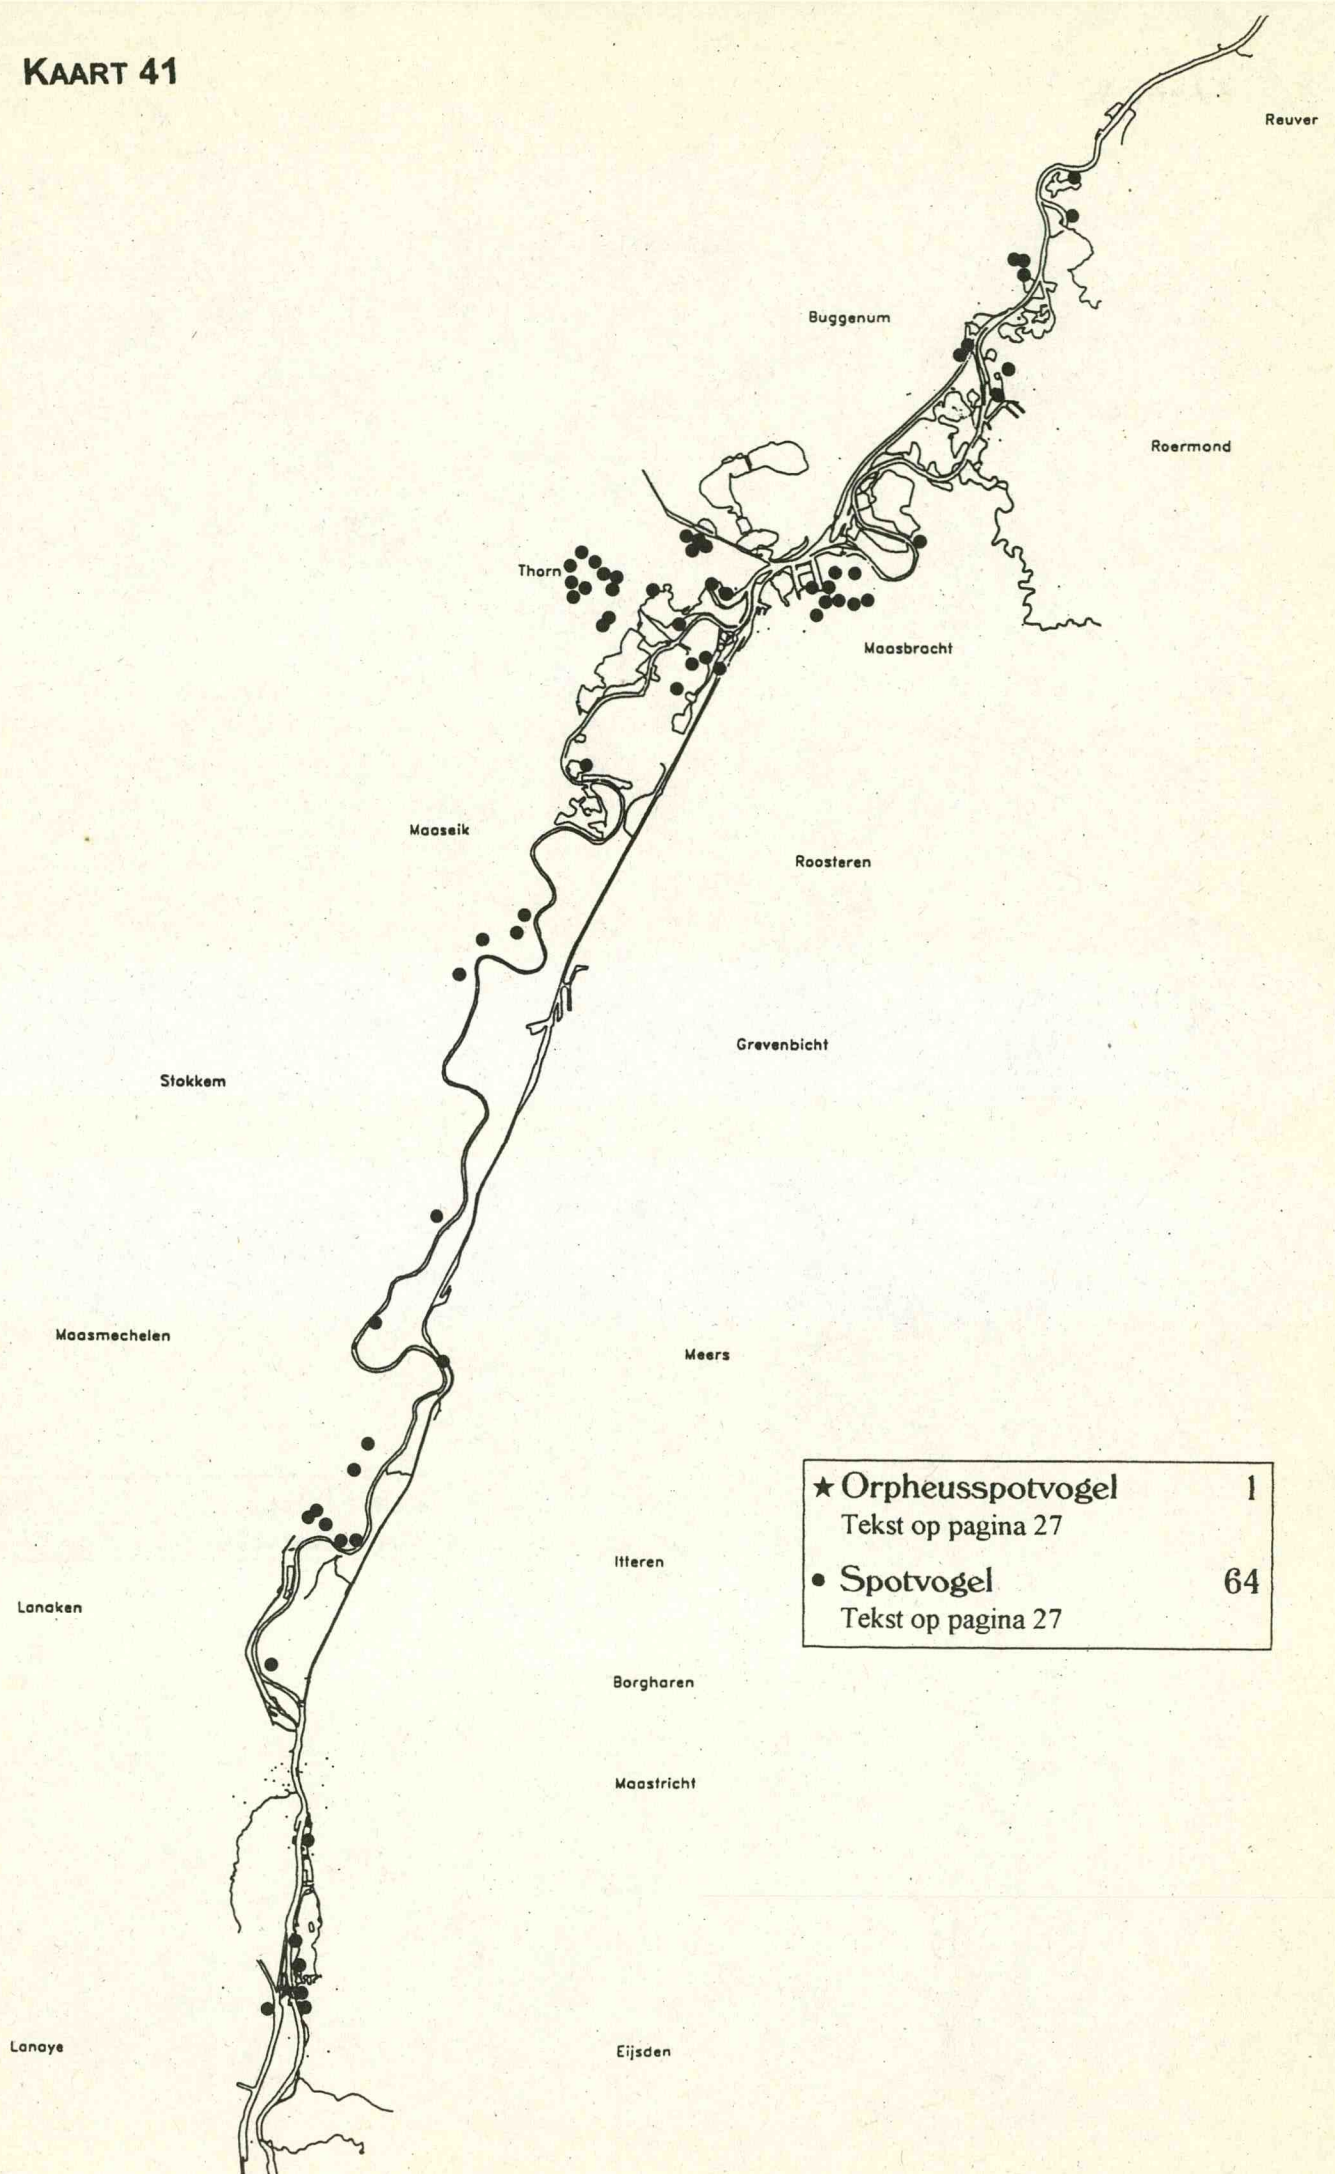 KAART 41
Reuver
Buggenum
Roermond
Thorn
Maasbracht
Maaseik
Roosteren
Grevenbicht
Stokkem
Maasmechelen
Meers
★ Orpheusspotvogel 1
Tekst op pagina 27
● Spotvogel 64
Tekst op pagina 27
Itteren
Lanaken
Borgharen
Maastricht
Lanaye
Eijsden